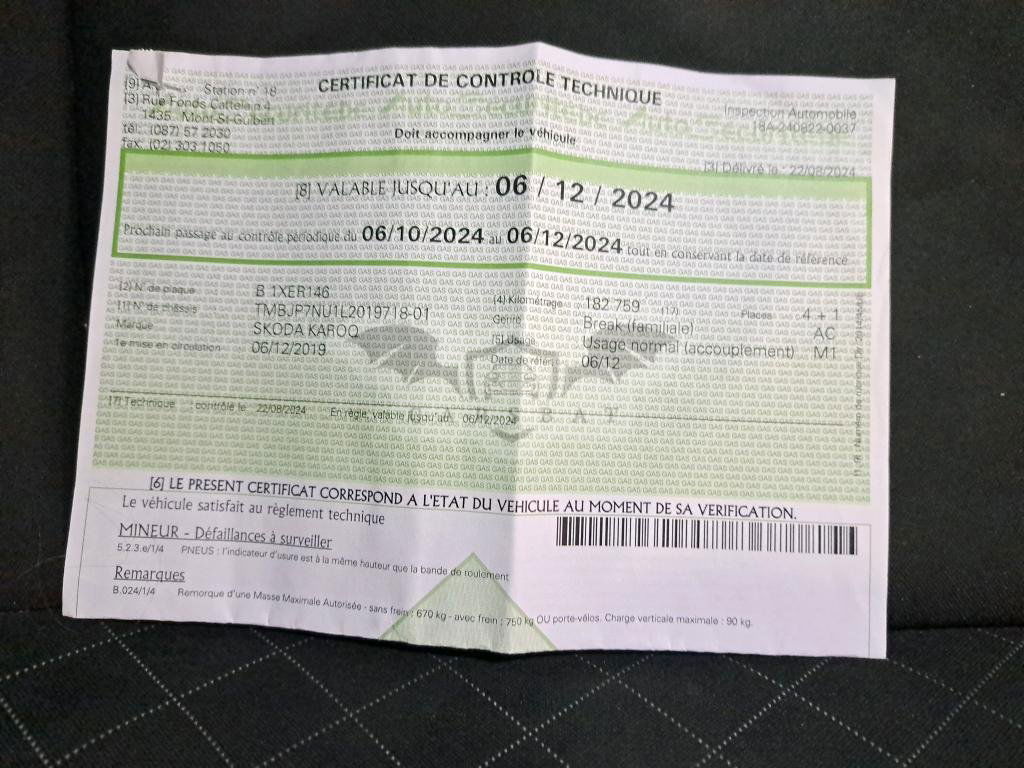 CERTIFICAT DE CONTROLE TECHNIQUE
Station n° 18
[3] Rue Fonds Cattelain 4
1435. Mont-St-Guibert
tél: (087) 57 2030
fax: (02) 303 1050
Doit accompagner le véhicule
Inspection Automobile
18A-240822-0037
[3] Délivré le : 22/08/2024
[8] VALABLE JUSQU'AU : 06 / 12 / 2024
Prochain passage au contrôle périodique du 06/10/2024 au 06/12/2024 tout en conservant la date de référence
[2] N° de plaque B 1XER146
[1] N° de châssis TMBJP7NU1L2019718-01
Marque SKODA KAROQ
1e mise en circulation 06/12/2019
[4] Kilométrage 182 759 (17) Places 4 + 1
Genre Break (familiale) AC
[5] Usage Usage normal (accouplement) M1
Date de référ 06/12
CARSBAT
[7] Technique : contrôle le 22/08/2024 En règle, valable jusqu'au 06/12/2024
[6] LE PRESENT CERTIFICAT CORRESPOND A L'ETAT DU VEHICULE AU MOMENT DE SA VERIFICATION.
Le véhicule satisfait au règlement technique
MINEUR - Défaillances à surveiller
5.2.3.e/1/4 PNEUS : l'indicateur d'usure est à la même hauteur que la bande de roulement
Remarques
B.024/1/4 Remorque d'une Masse Maximale Autorisée - sans frein : 670 kg - avec frein : 750 kg OU porte-vélos. Charge verticale maximale : 90 kg.